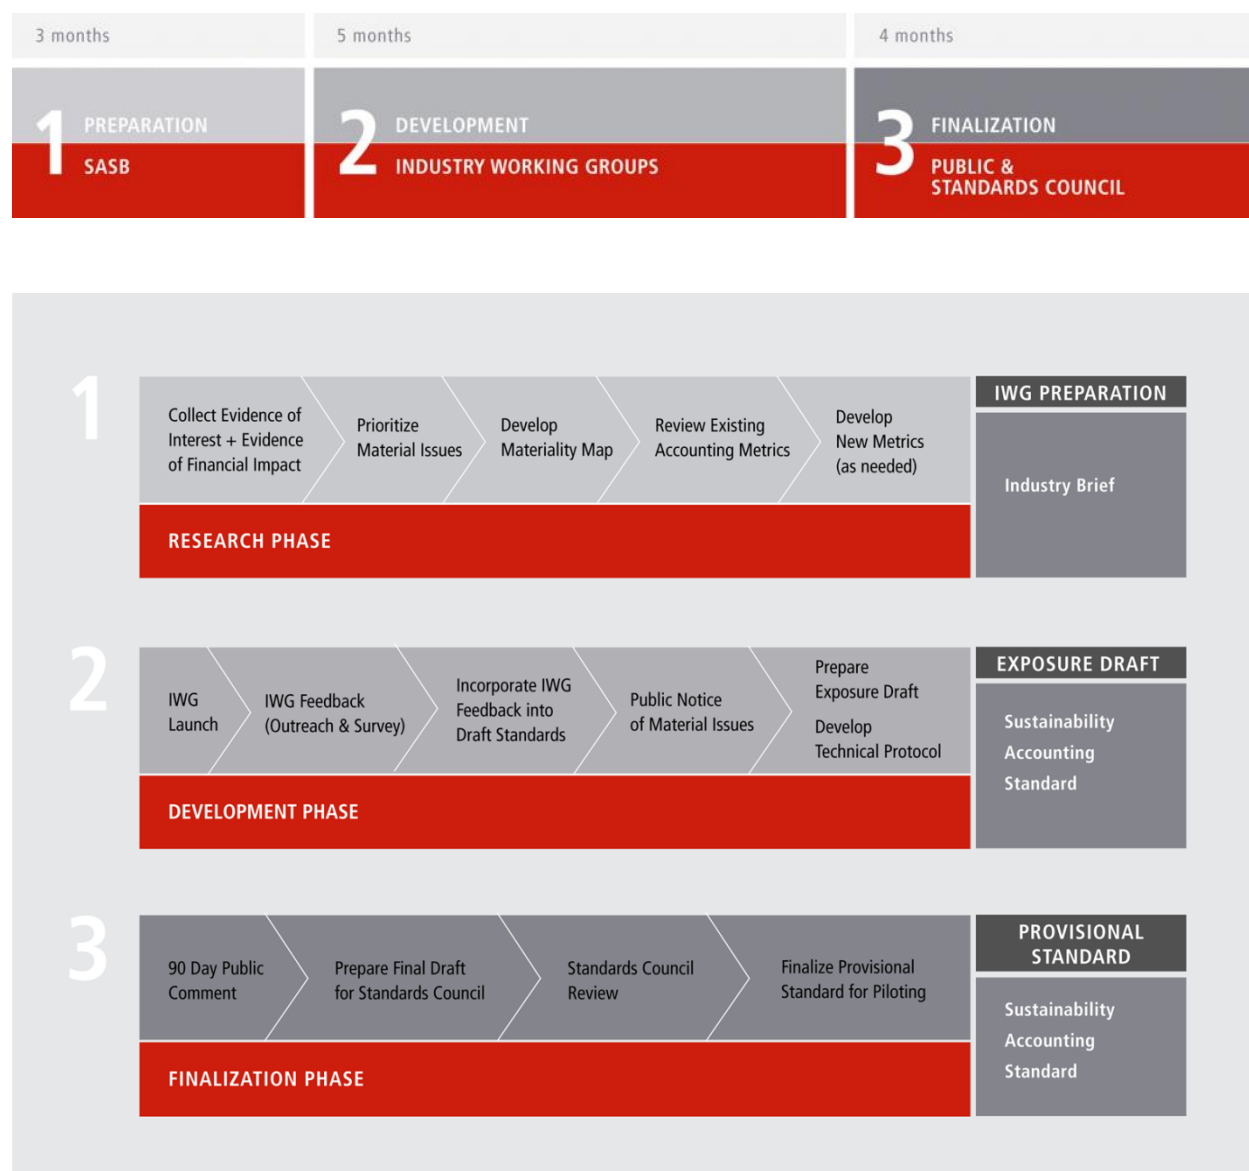 3 months
5 months
4 months
1
PREPARATION
SASB
2
DEVELOPMENT
INDUSTRY WORKING GROUPS
3
FINALIZATION
PUBLIC &
STANDARDS COUNCIL
1
Collect Evidence of
Interest + Evidence
of Financial Impact
Prioritize
Material Issues
Develop
Materiality Map
Review Existing
Accounting Metrics
Develop
New Metrics
(as needed)
RESEARCH PHASE
IWG PREPARATION
Industry Brief
2
IWG
Launch
IWG Feedback
(Outreach & Survey)
Incorporate IWG
Feedback into
Draft Standards
Public Notice
of Material Issues
Prepare
Exposure Draft
Develop
Technical Protocol
DEVELOPMENT PHASE
EXPOSURE DRAFT
Sustainability
Accounting
Standard
3
90 Day Public
Comment
Prepare Final Draft
for Standards Council
Standards Council
Review
Finalize Provisional
Standard for Piloting
FINALIZATION PHASE
PROVISIONAL
STANDARD
Sustainability
Accounting
Standard